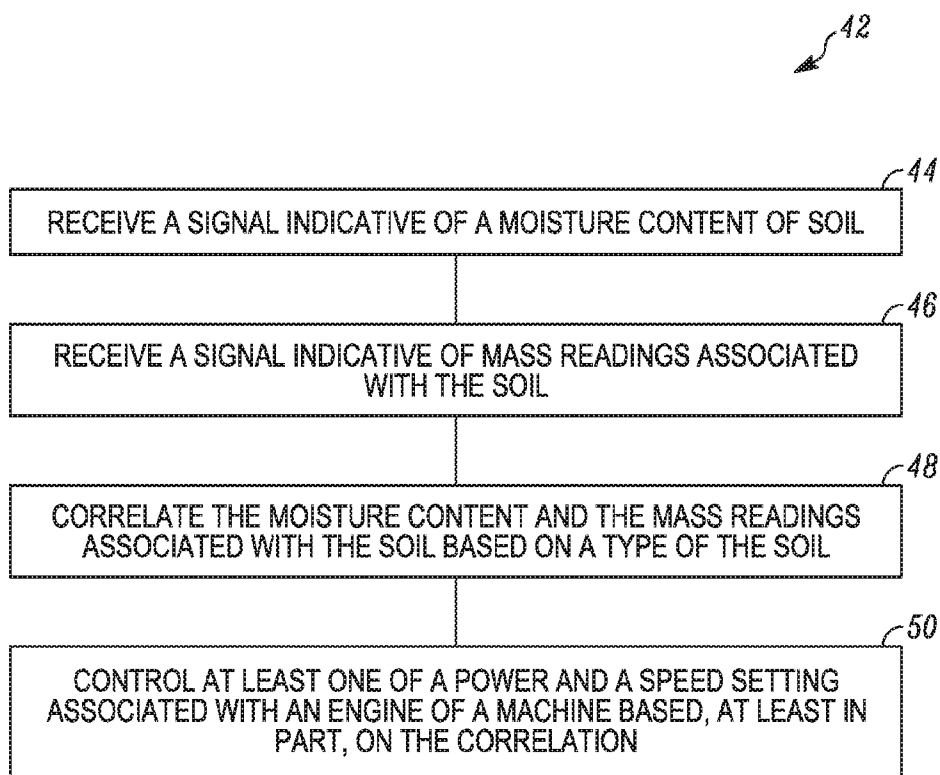 42
44
RECEIVE A SIGNAL INDICATIVE OF A MOISTURE CONTENT OF SOIL
46
RECEIVE A SIGNAL INDICATIVE OF MASS READINGS ASSOCIATED
WITH THE SOIL
48
CORRELATE THE MOISTURE CONTENT AND THE MASS READINGS
ASSOCIATED WITH THE SOIL BASED ON A TYPE OF THE SOIL
50
CONTROL AT LEAST ONE OF A POWER AND A SPEED SETTING
ASSOCIATED WITH AN ENGINE OF A MACHINE BASED, AT LEAST IN
PART, ON THE CORRELATION